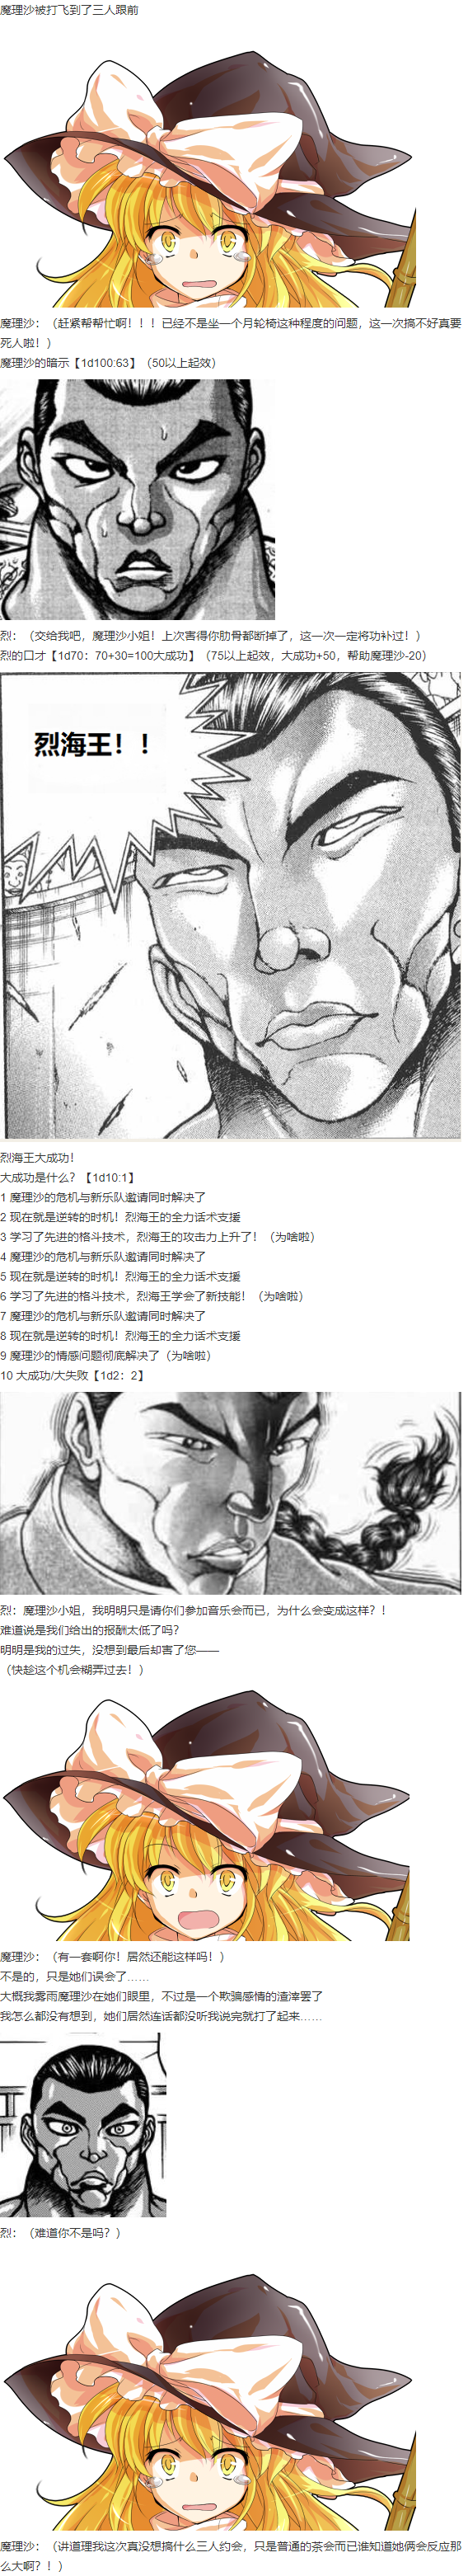 魔理沙被打飞到了三人跟前
魔理沙：（赶紧帮帮忙啊！！！已经不是坐一个月轮椅这种程度的问题，这一次搞不好真要
死人啦！）
魔理沙的暗示【1d100:63】（50以上起效）
烈：（交给我吧，魔理沙小姐！上次害得你肋骨都断掉了，这一次一定将功补过！）
烈的口才【1d70：70+30=100大成功】（75以上起效，大成功+50，帮助魔理沙-20）
烈海王！！
烈海王大成功！
大成功是什么？【1d10:1】
1 魔理沙的危机与新乐队邀请同时解决了
2 现在就是逆转的时机！烈海王的全力话术支援
3 学习了先进的格斗技术，烈海王的攻击力上升了！（为啥啦）
4 魔理沙的危机与新乐队邀请同时解决了
5 现在就是逆转的时机！烈海王的全力话术支援
6 学习了先进的格斗技术，烈海王学会了新技能！（为啥啦）
7 魔理沙的危机与新乐队邀请同时解决了
8 现在就是逆转的时机！烈海王的全力话术支援
9 魔理沙的情感问题彻底解决了（为啥啦）
10 大成功/大失败【1d2：2】
烈：魔理沙小姐，我明明只是请你们参加音乐会而已，为什么会变成这样？！
难道说是我们给出的报酬太低了吗？
明明是我的过失，没想到最后却害了您——
（快趁这个机会糊弄过去！）
魔理沙：（有一套啊你！居然还能这样吗！）
不是的，只是她们误会了……
大概我雾雨魔理沙在她们眼里，不过是一个欺骗感情的渣滓罢了
我怎么都没有想到，她们居然连话都没听我说完就打了起来……
烈：（难道你不是吗？）
魔理沙：（讲道理我这次真没想搞什么三人约会，只是普通的茶会而已谁知道她俩会反应那
么大啊？！）